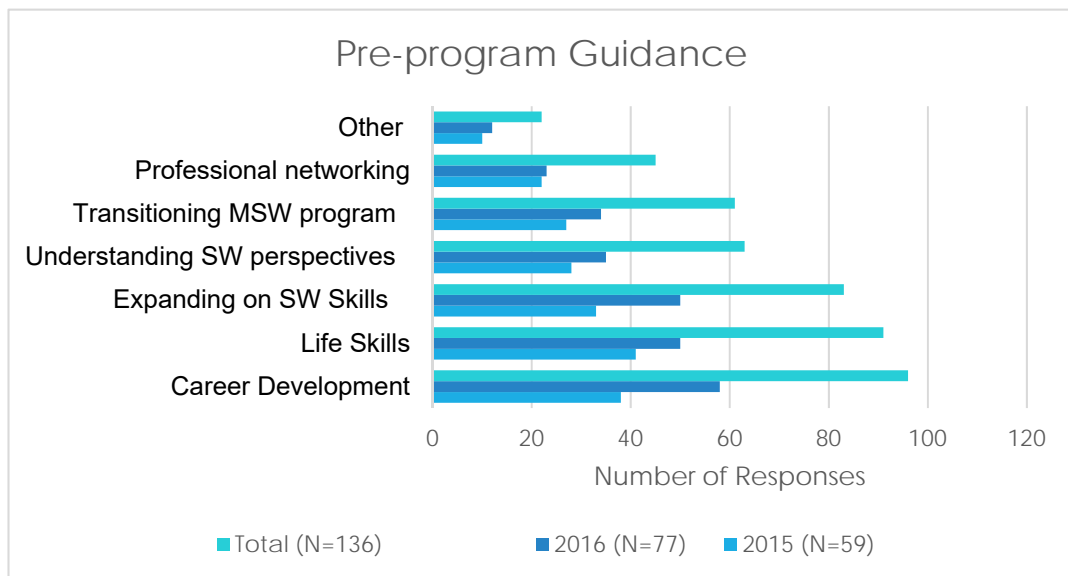 Pre-program Guidance
Other
Professional networking
Transitioning MSW program
Understanding SW perspectives
Expanding on SW Skills
Life Skills
Career Development
0 20 40 60 80 100 120
Number of Responses
Total (N=136) 2016 (N=77) 2015 (N=59)